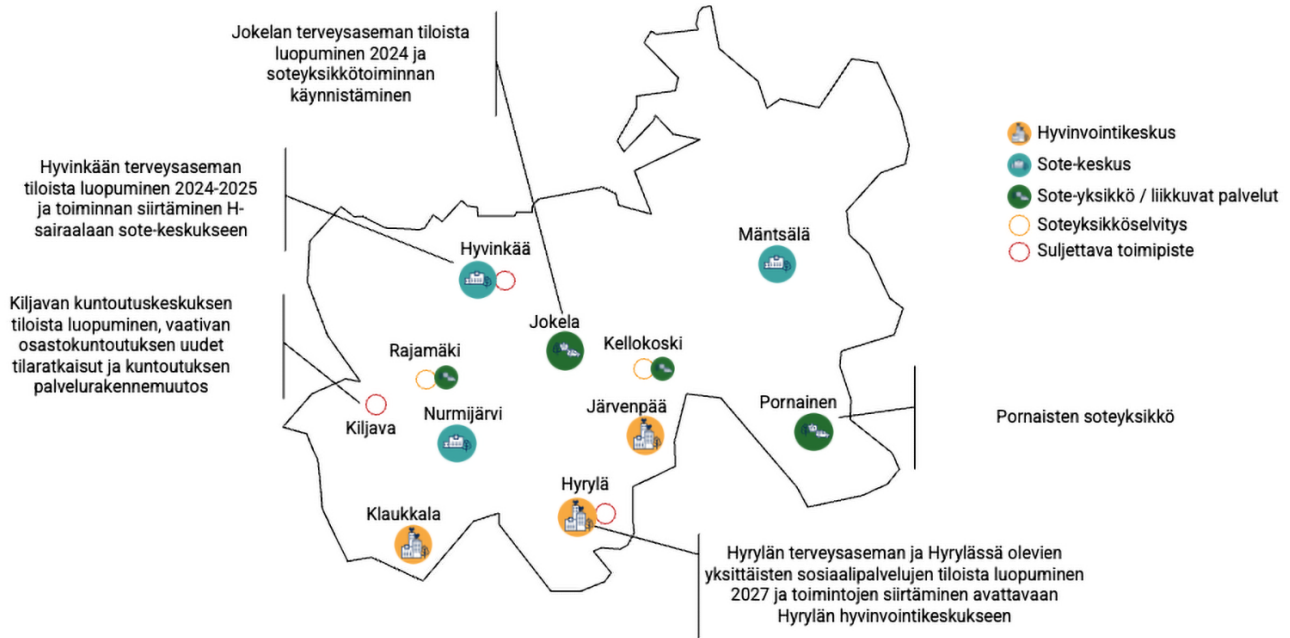 Jokelan terveysaseman tiloista
luopuminen 2024 ja
soteyksikkötoiminnan
käynnistäminen
Hyvinkään terveysaseman
tiloista luopuminen 2024-2025
ja toiminnan siirtäminen H-
sairaalaan sote-keskukseen
Kiljavan kuntoutuskeskuksen
tiloista luopuminen, vaativan
osastokuntoutuksen uudet
tilaratkaisut ja kuntoutuksen
palvelurakennemuutos
Hyvinkää
Mäntsälä
Jokela
Kellokoski
Rajamäki
Kiljava
Nurmijärvi
Järvenpää
Pornainen
Hyrylä
Klaukkala
Hyvinvointikeskus
Sote-keskus
Sote-yksikkö / liikkuvat palvelut
Soteyksikköselvitys
Suljettava toimipiste
Pornaisten soteyksikkö
Hyrylän terveysaseman ja Hyrylässä olevien
yksittäisten sosiaalipalvelujen tiloista luopuminen
2027 ja toimintojen siirtäminen avattavaan
Hyrylän hyvinvointikeskukseen